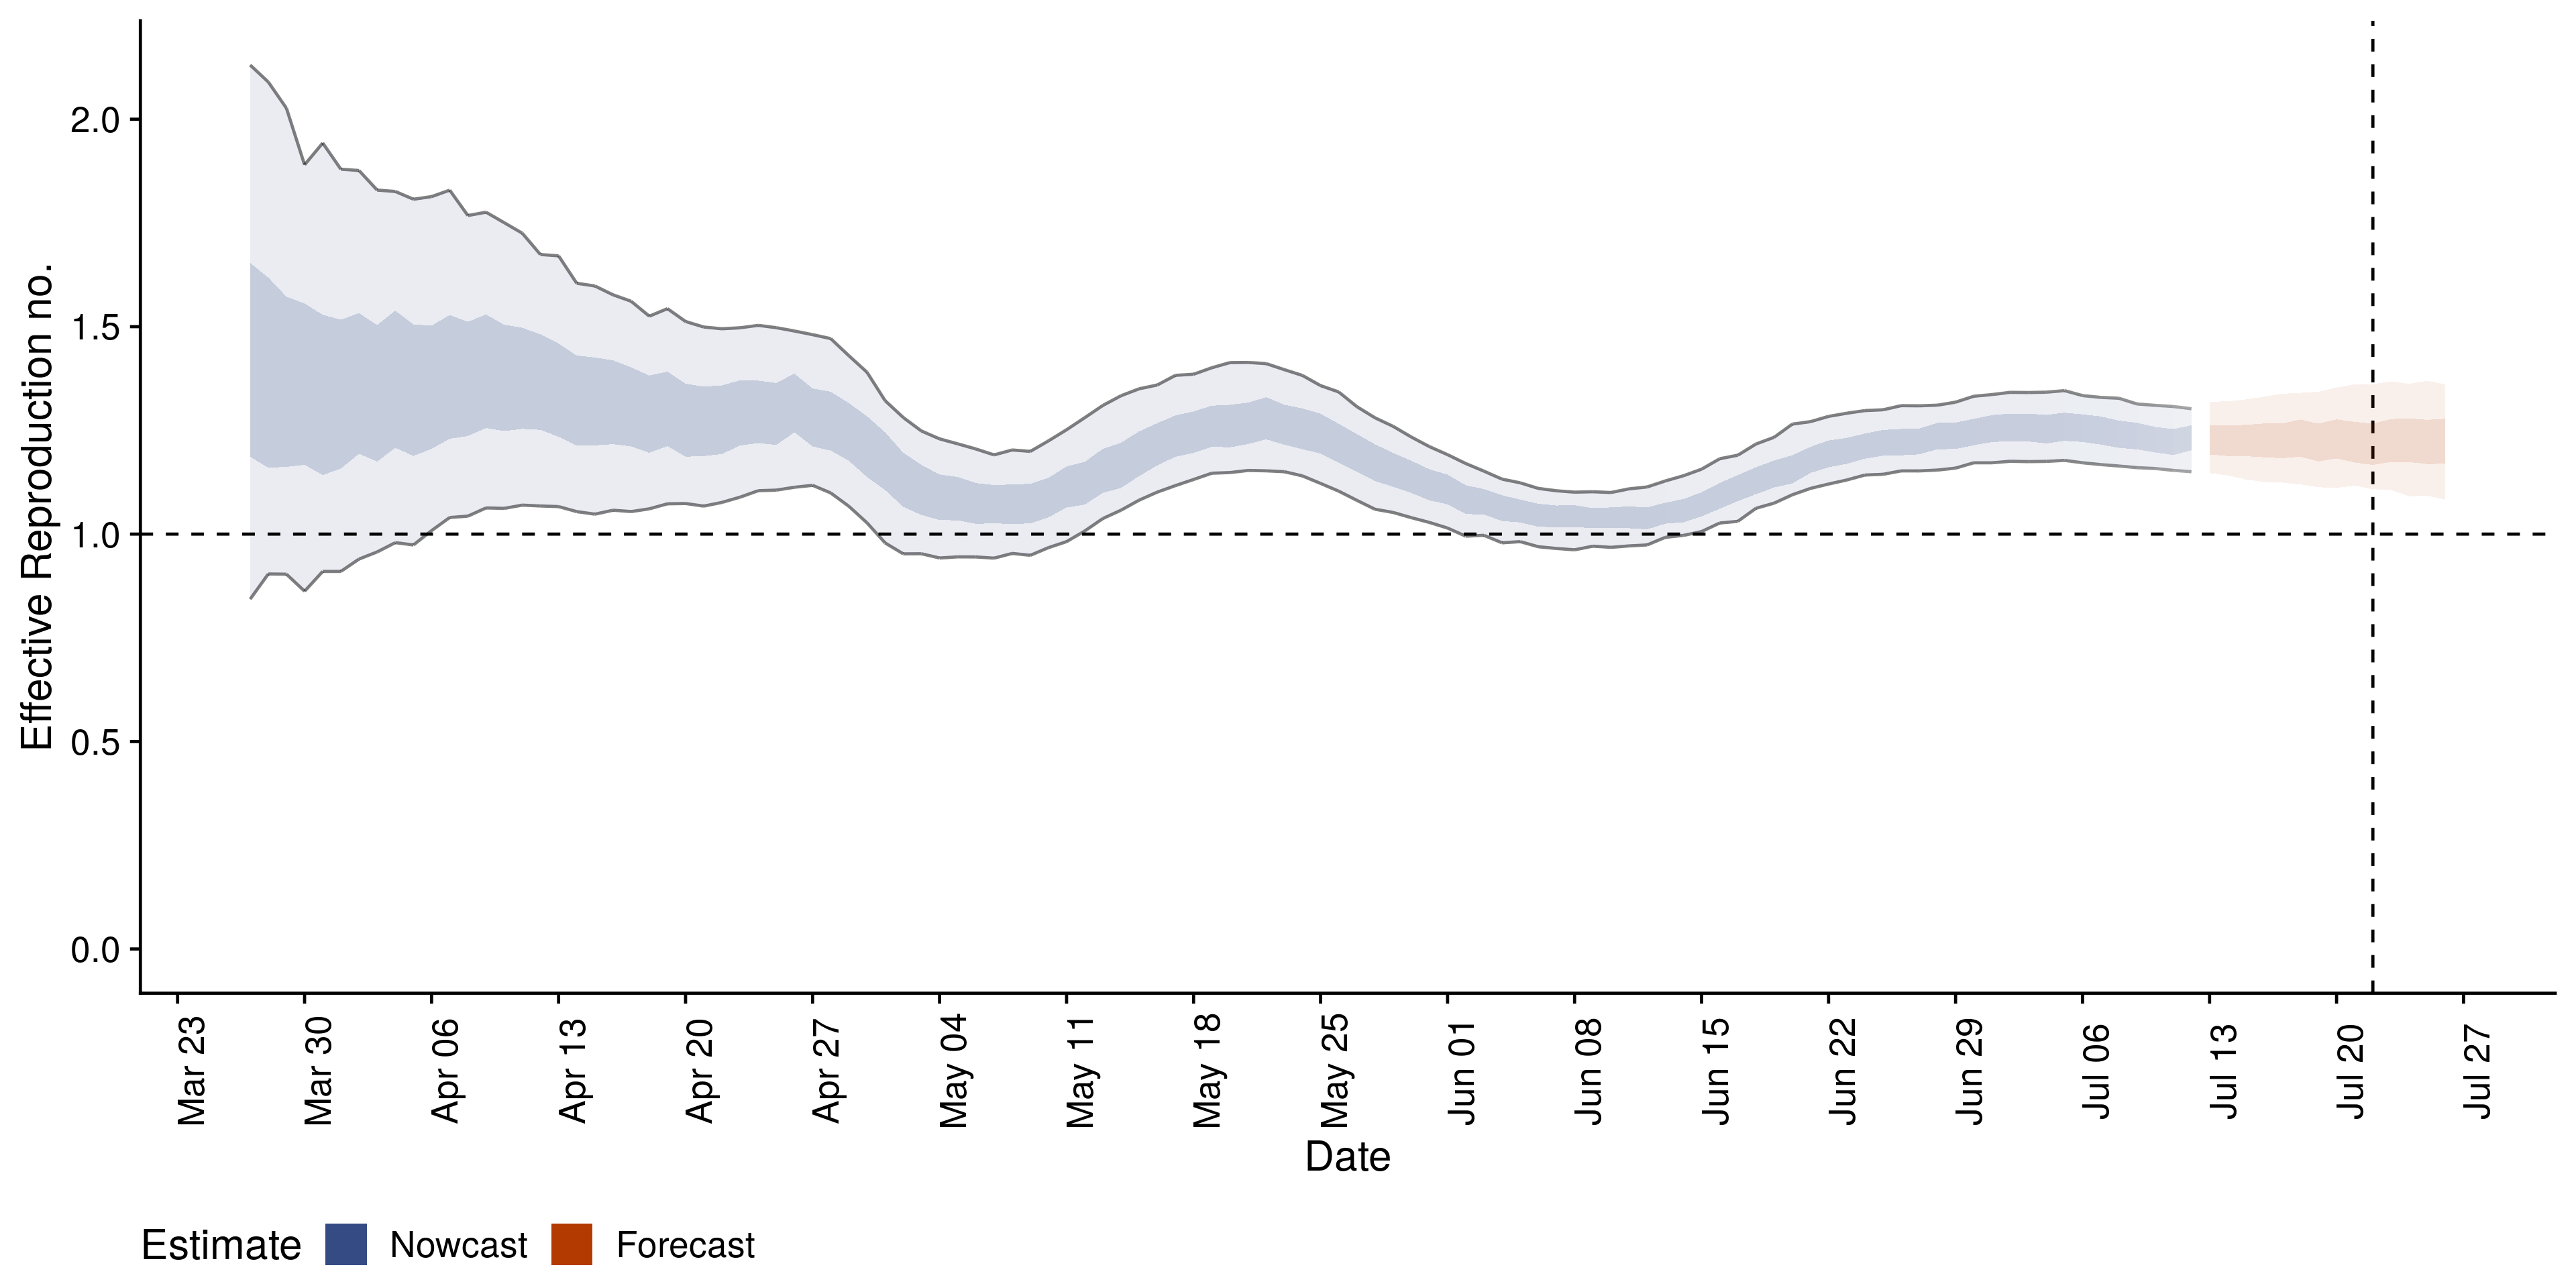 Effective Reproduction no.
2.0
1.5
1.0
0.5
0.0
Mar 23
Mar 30
Apr 06
Apr 13
Apr 20
Apr 27
May 04
May 11
May 18
May 25
Jun 01
Jun 08
Jun 15
Jun 22
Jun 29
Jul 06
Jul 13
Jul 20
Jul 27
Date
Estimate Nowcast Forecast